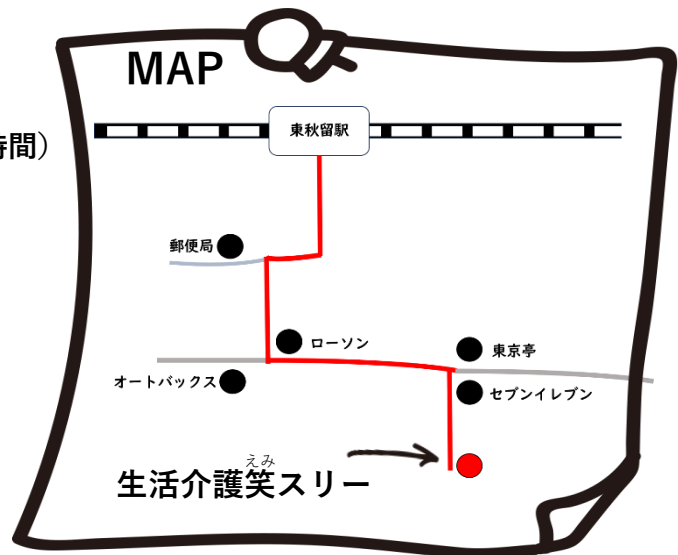 MAP
東秋留駅
時間）
郵便局
ローソン
東京亭
オートバックス
セブンイレブン
えみ
生活介護笑スリー